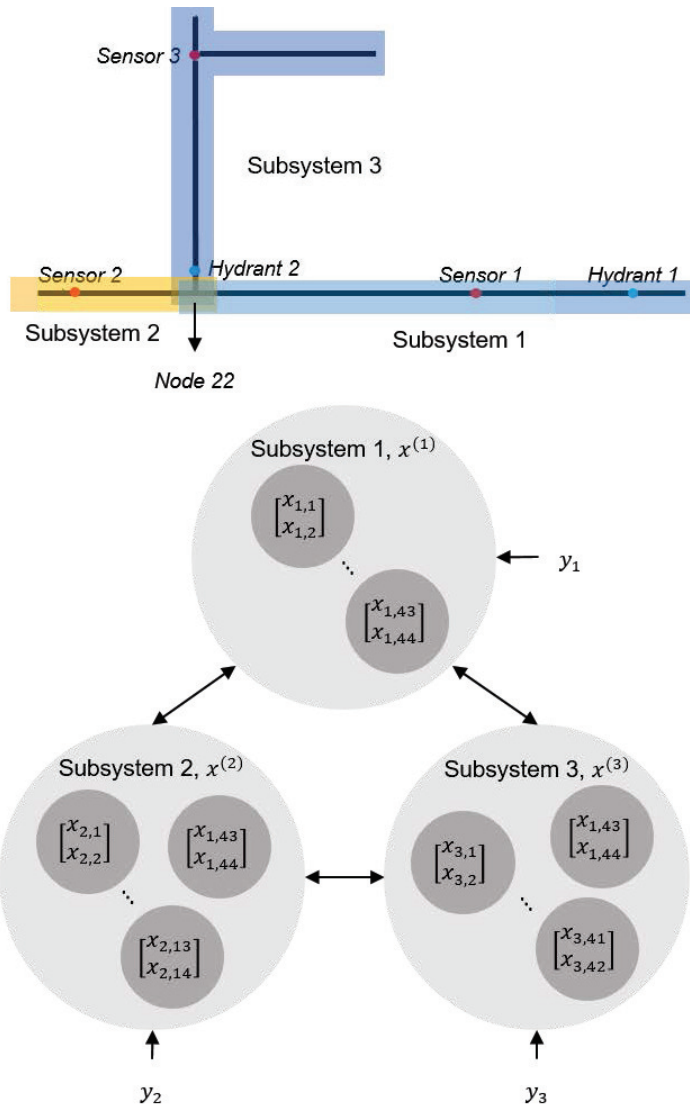 Sensor 3
Subsystem 3
Sensor 2
Hydrant 2
Sensor 1
Hydrant 1
Subsystem 2
Subsystem 1
Node 22
Subsystem 1, x^{(1)}
[x_{1,1}
x_{1,2}]
⋱
[x_{1,43}
x_{1,44}]
y_1
Subsystem 2, x^{(2)}
[x_{2,1}
x_{2,2}]
[x_{1,43}
x_{1,44}]
⋱
[x_{2,13}
x_{2,14}]
y_2
Subsystem 3, x^{(3)}
[x_{3,1}
x_{3,2}]
[x_{1,43}
x_{1,44}]
⋱
[x_{3,41}
x_{3,42}]
y_3